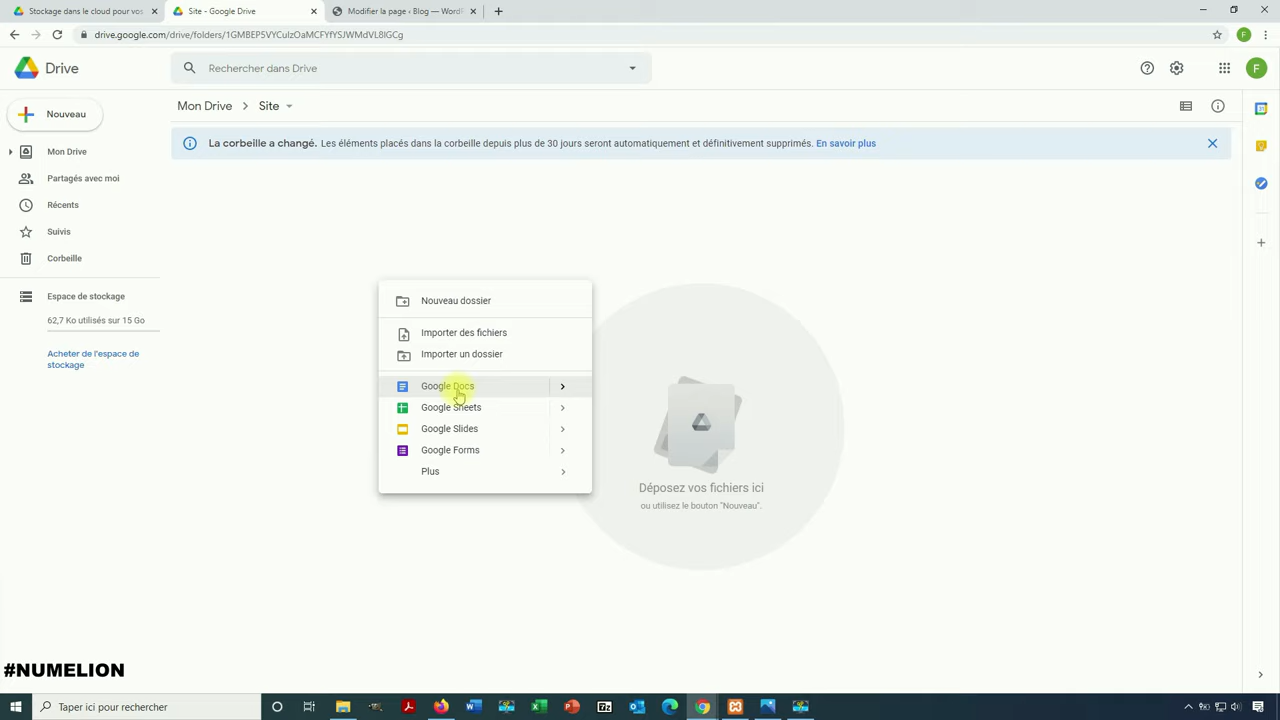 Stockage dans le cloud pour vos
Site - Google Drive
Modifier la page ‹ Blog — WordP
drive.google.com/drive/folders/1GMBEP5VYCulzOaMCFYfYSJWMdVL8lGCg
F
Drive
Rechercher dans Drive
F
Nouveau
Mon Drive
Site
La corbeille a changé. Les éléments placés dans la corbeille depuis plus de 30 jours seront automatiquement et définitivement supprimés. En savoir plus
Mon Drive
Partagés avec moi
Récents
Suivis
Corbeille
Espace de stockage
62,7 Ko utilisés sur 15 Go
Acheter de l'espace de
stockage
Nouveau dossier
Importer des fichiers
Importer un dossier
Google Docs
Google Sheets
Google Slides
Google Forms
Plus
Déposez vos fichiers ici
ou utilisez le bouton "Nouveau".
#NUMELION
Taper ici pour rechercher